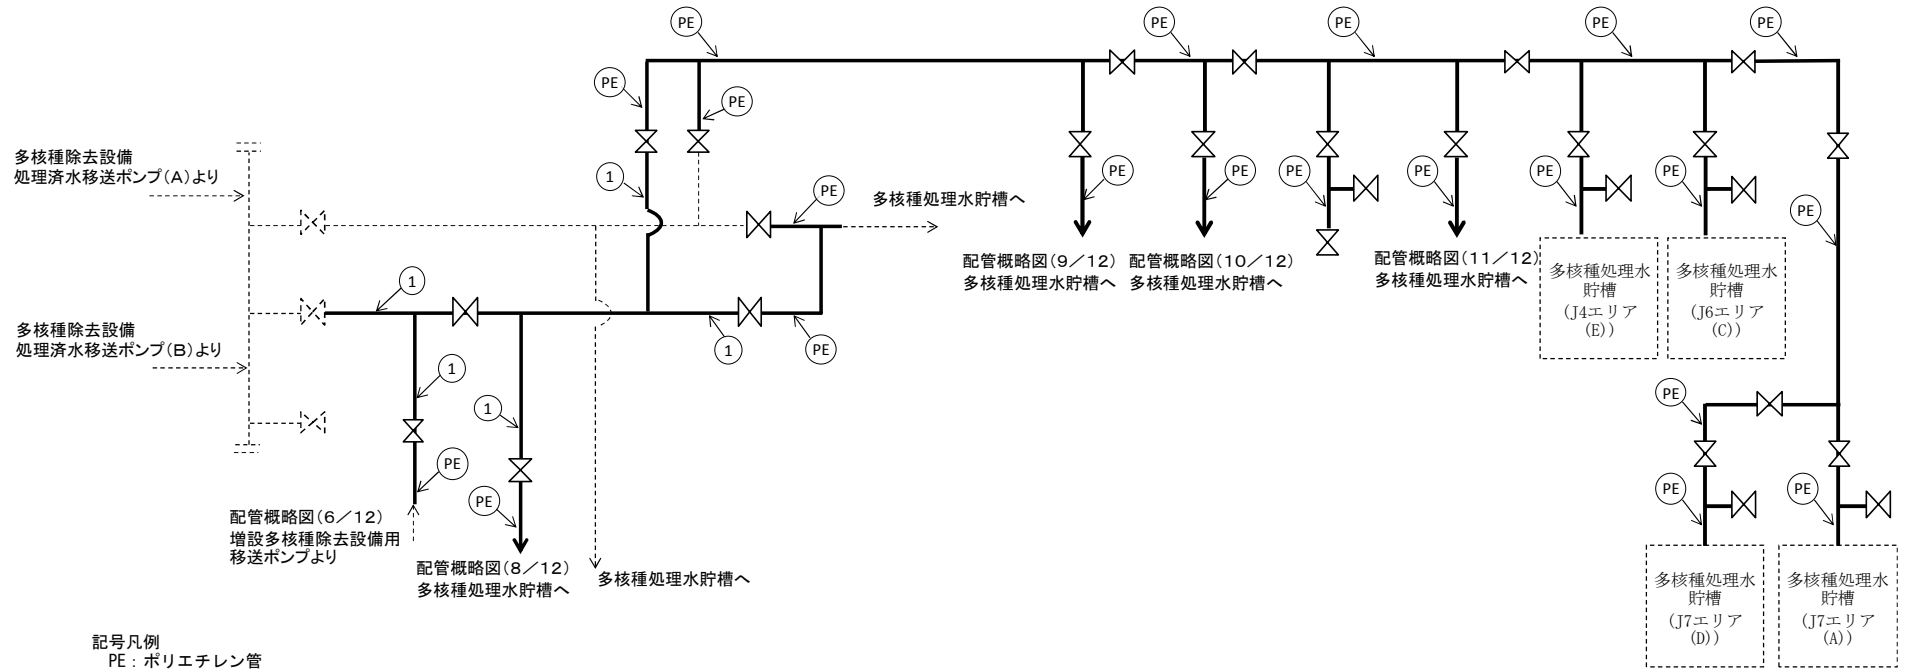 PE
PE
PE
PE
PE
PE
PE
多核種除去設備
処理済水移送ポンプ(A)より
1
PE
多核種処理水貯槽へ
PE
PE
PE
PE
PE
PE
PE
配管概略図(9/12)
多核種処理水貯槽へ
配管概略図(10/12)
多核種処理水貯槽へ
配管概略図(11/12)
多核種処理水貯槽へ
多核種処理水
貯槽
(J4エリア
(E))
多核種処理水
貯槽
(J6エリア
(C))
1
多核種除去設備
処理済水移送ポンプ(B)より
1
PE
1
1
PE
PE
PE
PE
PE
配管概略図(6/12)
増設多核種除去設備用
移送ポンプより
配管概略図(8/12)
多核種処理水貯槽へ
多核種処理水貯槽へ
多核種処理水
貯槽
(J7エリア
(D))
多核種処理水
貯槽
(J7エリア
(A))
記号凡例
PE:ポリエチレン管